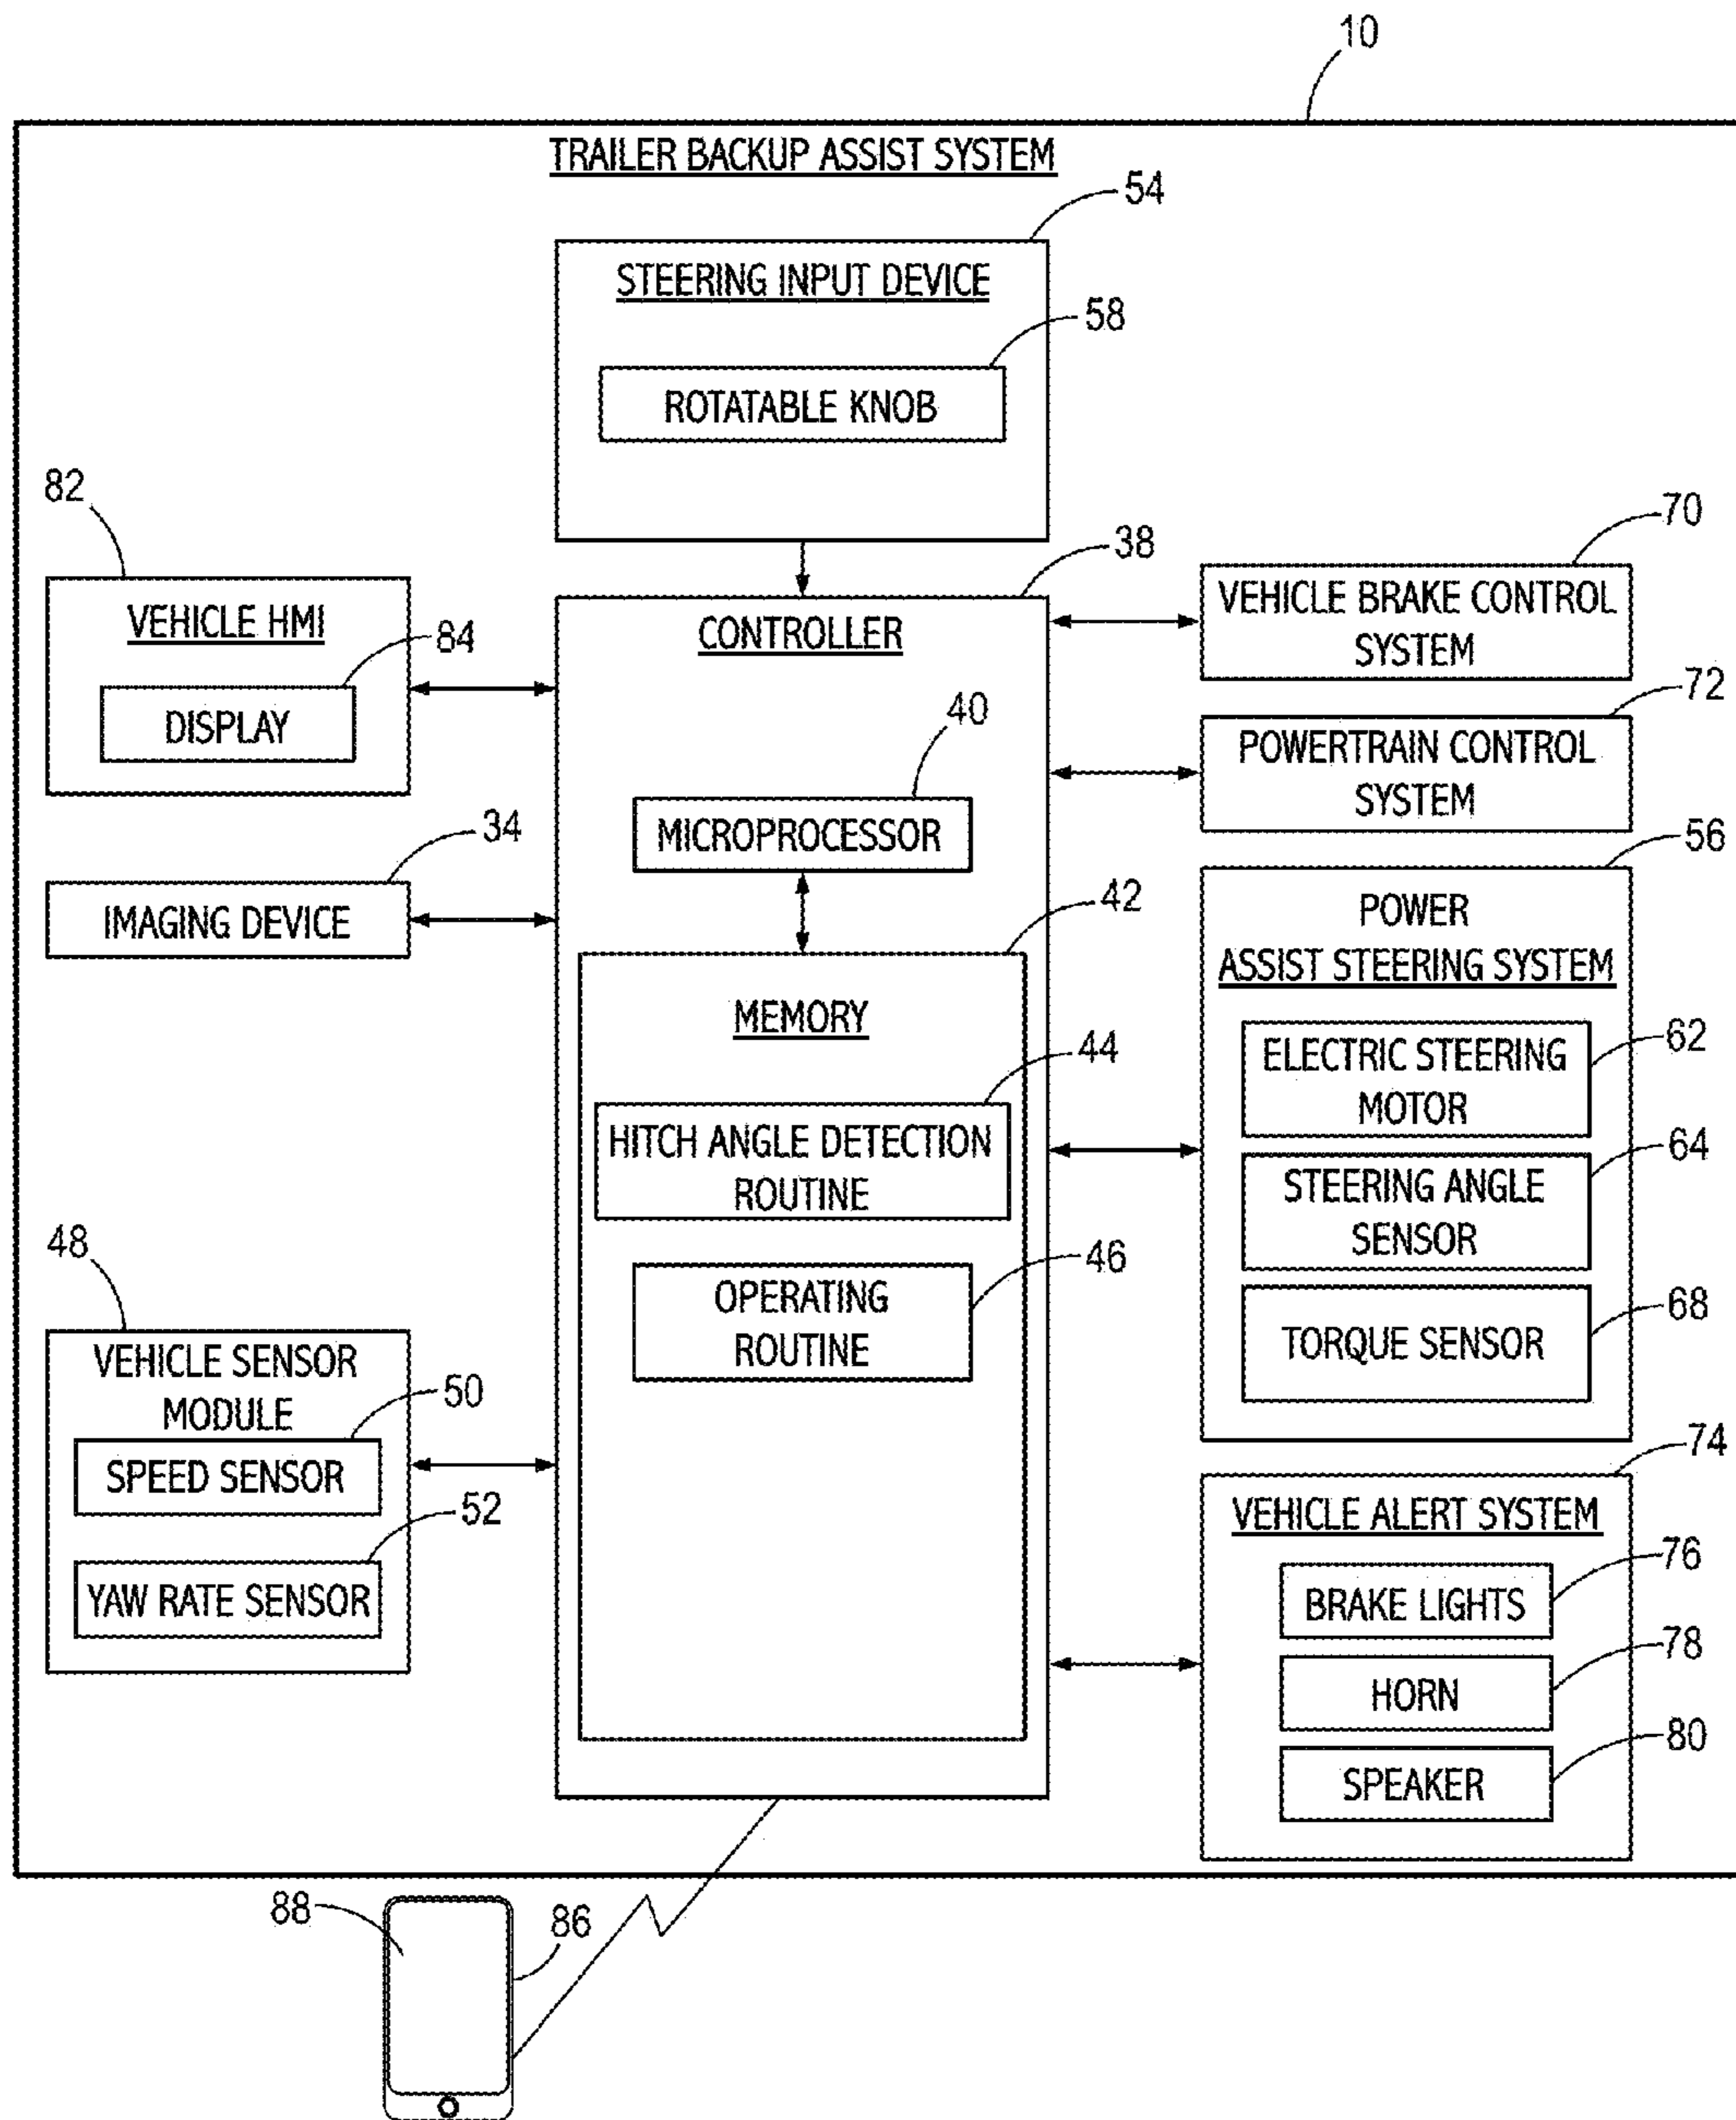 10
TRAILER BACKUP ASSIST SYSTEM
54
STEERING INPUT DEVICE
58
ROTATABLE KNOB
82
VEHICLE HMI
84
DISPLAY
34
IMAGING DEVICE
48
VEHICLE SENSOR
MODULE
50
SPEED SENSOR
52
YAW RATE SENSOR
38
CONTROLLER
40
MICROPROCESSOR
42
MEMORY
44
HITCH ANGLE DETECTION
ROUTINE
46
OPERATING
ROUTINE
70
VEHICLE BRAKE CONTROL
SYSTEM
72
POWERTRAIN CONTROL
SYSTEM
56
POWER
ASSIST STEERING SYSTEM
62
ELECTRIC STEERING
MOTOR
64
STEERING ANGLE
SENSOR
68
TORQUE SENSOR
74
VEHICLE ALERT SYSTEM
76
BRAKE LIGHTS
78
HORN
80
SPEAKER
88
86